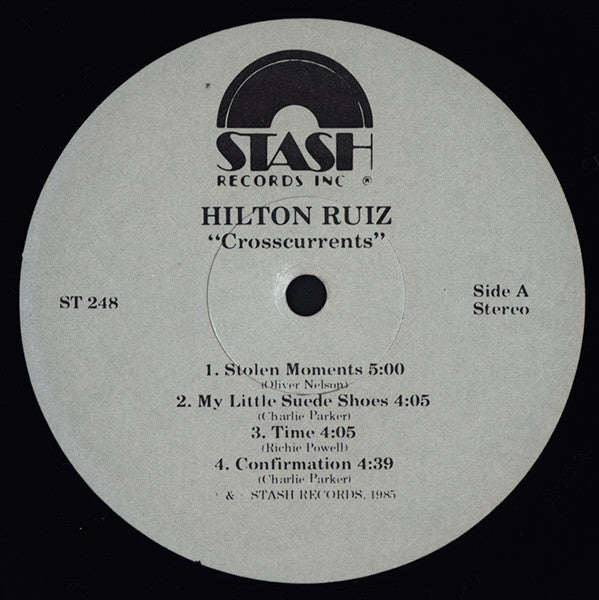 STASH
RECORDS INC ®
HILTON RUIZ
"Crosscurrents"
ST 248
Side A
Stereo
1. Stolen Moments 5:00
(Oliver Nelson)
2. My Little Suede Shoes 4:05
(Charlie Parker)
3. Time 4:05
(Richie Powell)
4. Confirmation 4:39
(Charlie Parker)
& STASH RECORDS, 1985